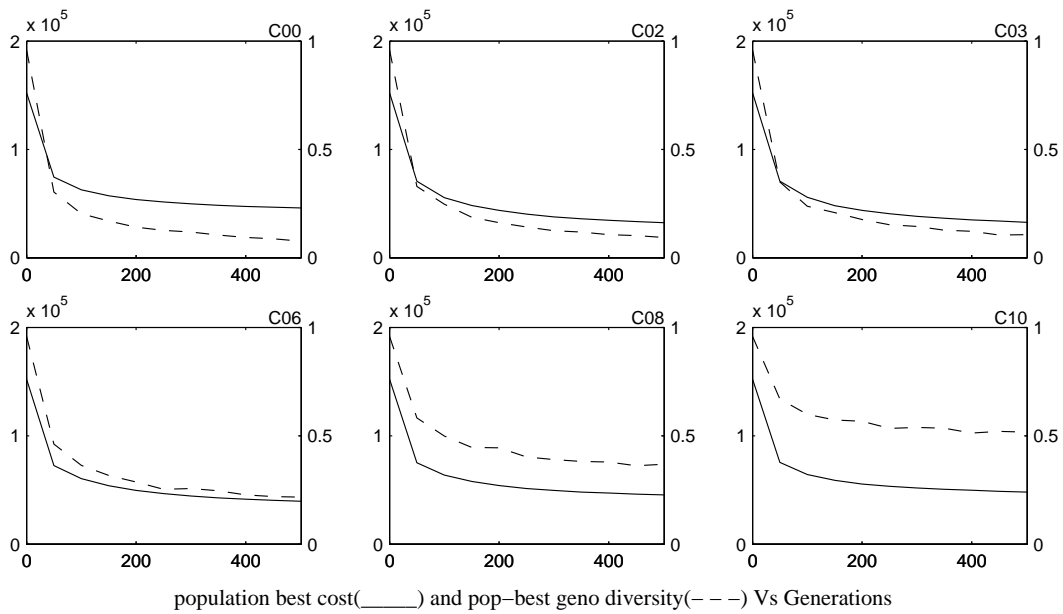 x 10^5 C00 x 10^5 C02 x 10^5 C03
2 1 2 1 2 1
1 0.5 1 0.5 1 0.5
0 0 0 0 0 0
0 200 400 0 200 400 0 200 400
x 10^5 C06 x 10^5 C08 x 10^5 C10
2 1 2 1 2 1
1 0.5 1 0.5 1 0.5
0 0 0 0 0 0
0 200 400 0 200 400 0 200 400
population best cost(_____) and pop−best geno diversity(− − −) Vs Generations